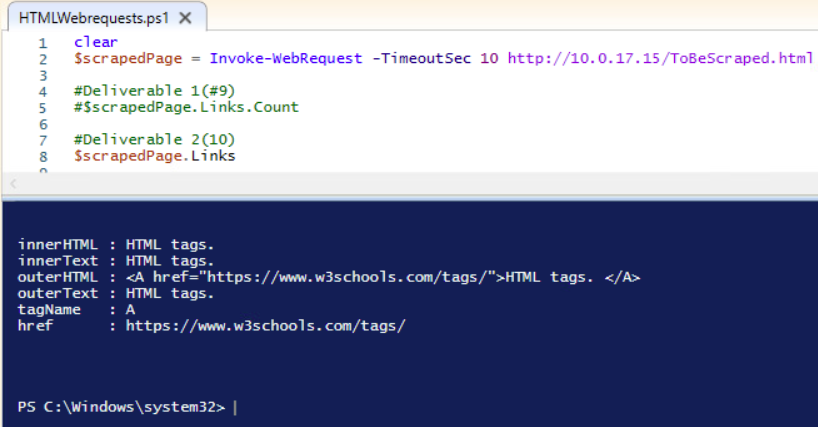 HTMLWebrequests.ps1 X
1 clear
2 $scrapedPage = Invoke-WebRequest -TimeoutSec 10 http://10.0.17.15/ToBeScraped.html
3
4 #Deliverable 1(#9)
5 #$scrapedPage.Links.Count
6
7 #Deliverable 2(10)
8 $scrapedPage.Links
innerHTML : HTML tags.
innerText : HTML tags.
outerHTML : <A href="https://www.w3schools.com/tags/">HTML tags. </A>
outerText : HTML tags.
tagName : A
href : https://www.w3schools.com/tags/
PS C:\Windows\system32>